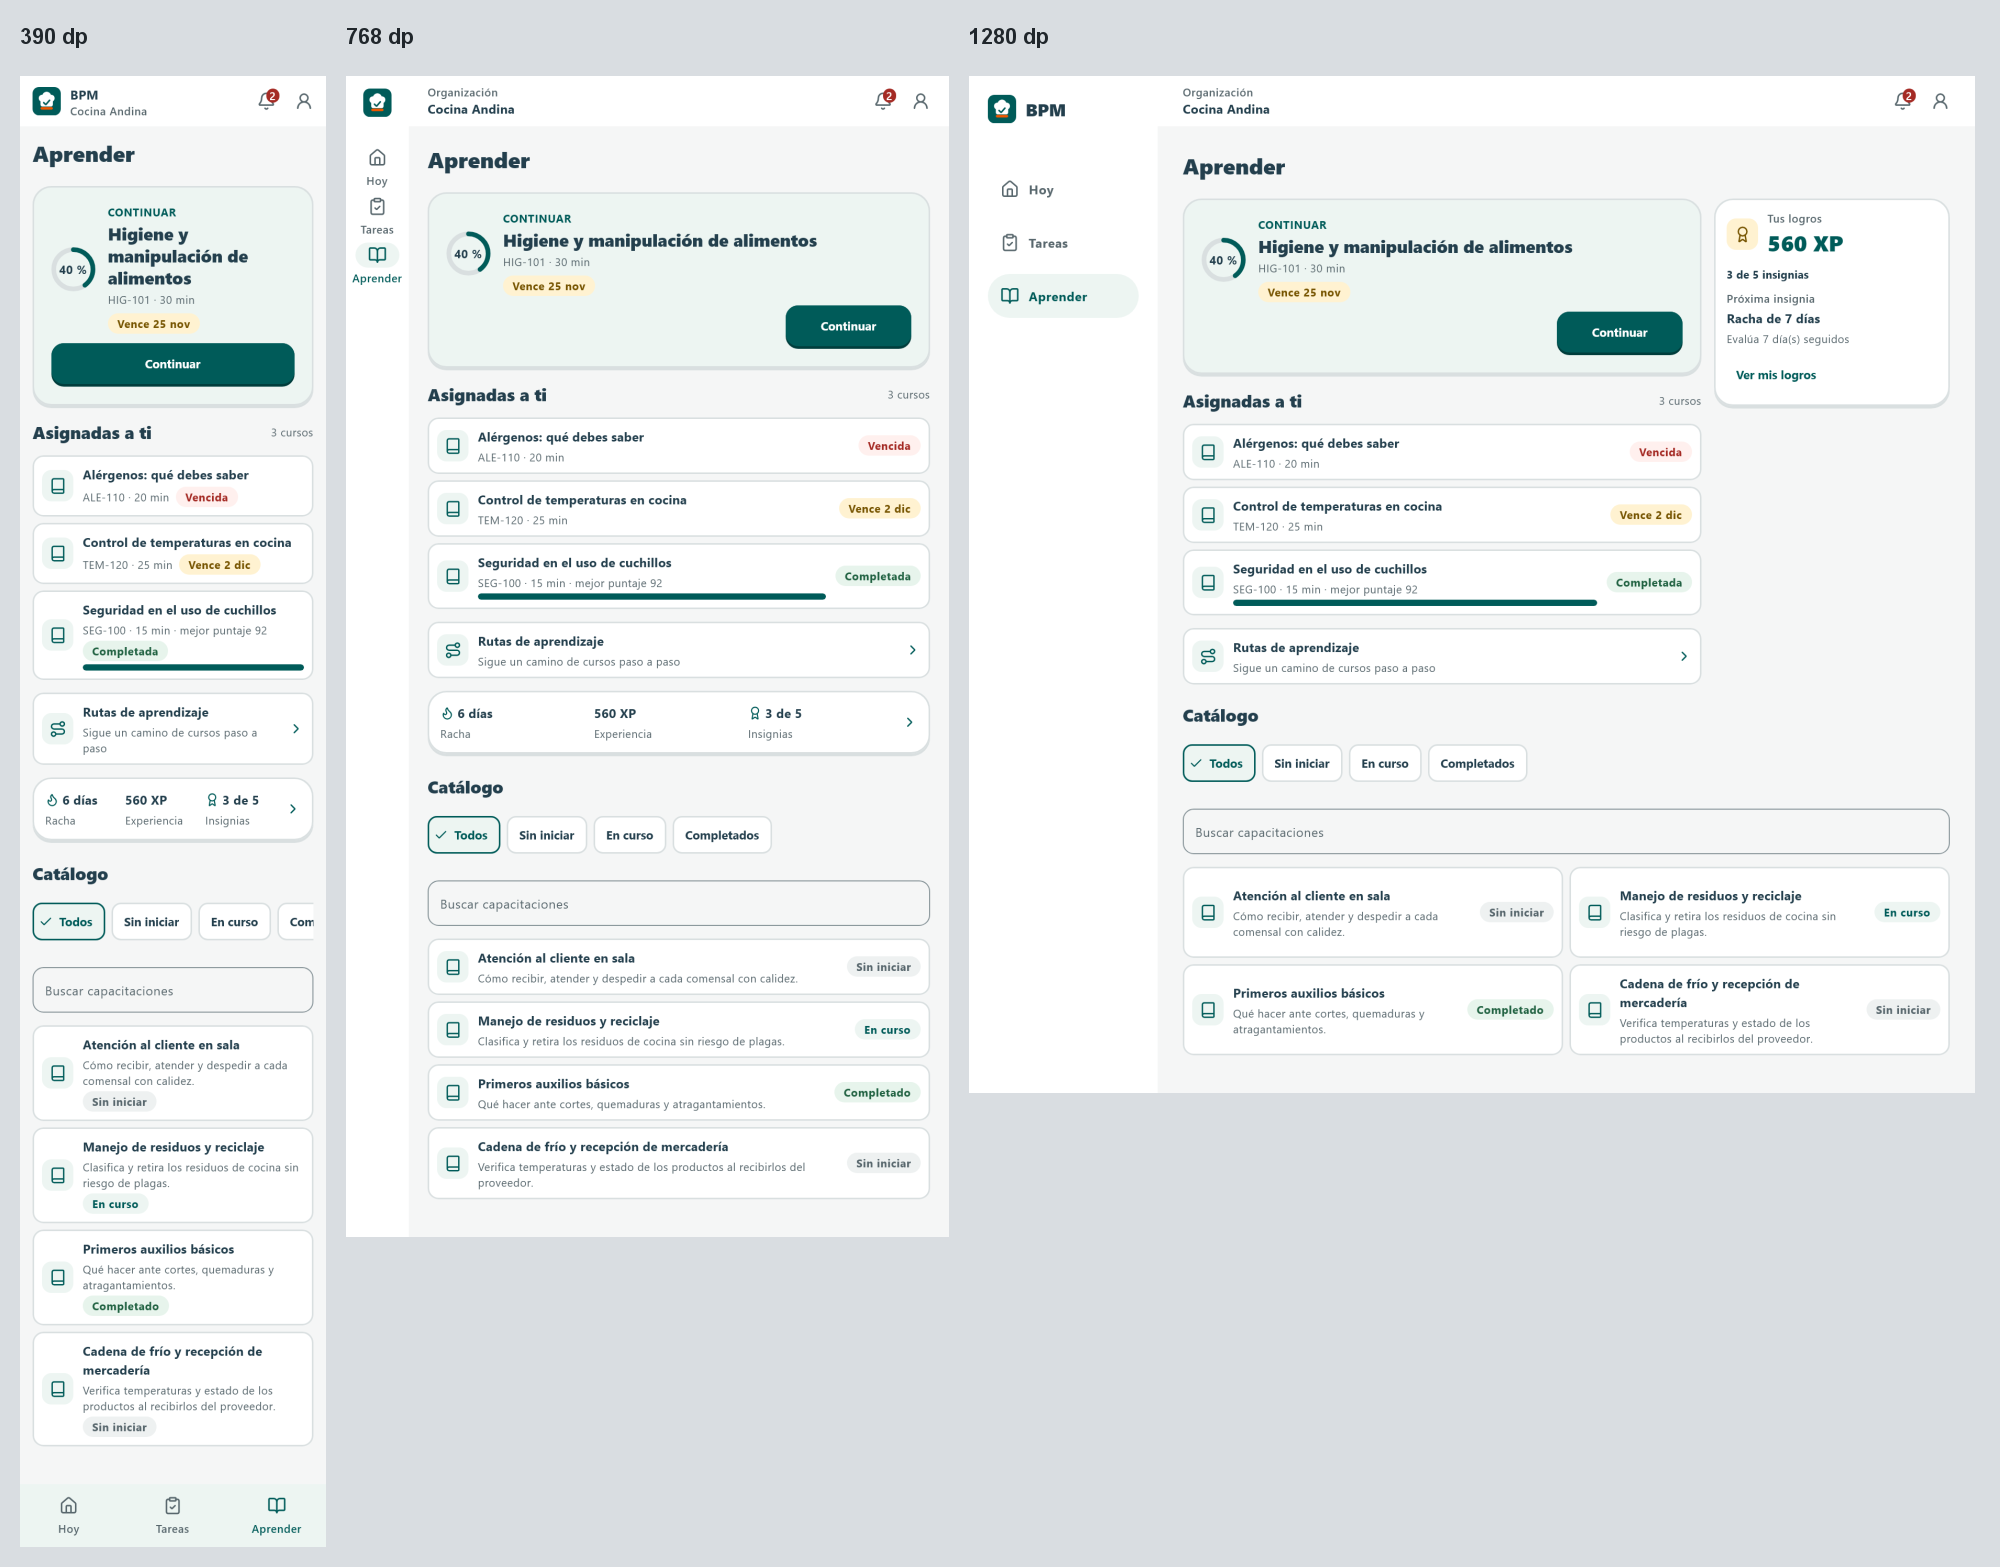 390 dp
BPM
Cocina Andina
2
Aprender
CONTINUAR
Higiene y
manipulación de
alimentos
40 %
HIG-101 · 30 min
Vence 25 nov
Continuar
Asignadas a ti
3 cursos
Alérgenos: qué debes saber
ALE-110 · 20 min
Vencida
Control de temperaturas en cocina
TEM-120 · 25 min
Vence 2 dic
Seguridad en el uso de cuchillos
SEG-100 · 15 min · mejor puntaje 92
Completada
Rutas de aprendizaje
Sigue un camino de cursos paso a
paso
6 días
560 XP
3 de 5
Racha
Experiencia
Insignias
Catálogo
Todos
Sin iniciar
En curso
Com
Buscar capacitaciones
Atención al cliente en sala
Cómo recibir, atender y despedir a cada
comensal con calidez.
Sin iniciar
Manejo de residuos y reciclaje
Clasifica y retira los residuos de cocina sin
riesgo de plagas.
En curso
Primeros auxilios básicos
Qué hacer ante cortes, quemaduras y
atragantamientos.
Completado
Cadena de frío y recepción de
mercadería
Verifica temperaturas y estado de los
productos al recibirlos del proveedor.
Sin iniciar
Hoy
Tareas
Aprender
768 dp
Organización
Cocina Andina
2
Hoy
Tareas
Aprender
Aprender
CONTINUAR
Higiene y manipulación de alimentos
40 %
HIG-101 · 30 min
Vence 25 nov
Continuar
Asignadas a ti
3 cursos
Alérgenos: qué debes saber
ALE-110 · 20 min
Vencida
Control de temperaturas en cocina
TEM-120 · 25 min
Vence 2 dic
Seguridad en el uso de cuchillos
SEG-100 · 15 min · mejor puntaje 92
Completada
Rutas de aprendizaje
Sigue un camino de cursos paso a paso
6 días
560 XP
3 de 5
Racha
Experiencia
Insignias
Catálogo
Todos
Sin iniciar
En curso
Completados
Buscar capacitaciones
Atención al cliente en sala
Cómo recibir, atender y despedir a cada comensal con calidez.
Sin iniciar
Manejo de residuos y reciclaje
Clasifica y retira los residuos de cocina sin riesgo de plagas.
En curso
Primeros auxilios básicos
Qué hacer ante cortes, quemaduras y atragantamientos.
Completado
Cadena de frío y recepción de mercadería
Verifica temperaturas y estado de los productos al recibirlos del
proveedor.
Sin iniciar
1280 dp
BPM
Organización
Cocina Andina
2
Hoy
Tareas
Aprender
Aprender
CONTINUAR
Higiene y manipulación de alimentos
40 %
HIG-101 · 30 min
Vence 25 nov
Continuar
Tus logros
560 XP
3 de 5 insignias
Próxima insignia
Racha de 7 días
Evalúa 7 día(s) seguidos
Ver mis logros
Asignadas a ti
3 cursos
Alérgenos: qué debes saber
ALE-110 · 20 min
Vencida
Control de temperaturas en cocina
TEM-120 · 25 min
Vence 2 dic
Seguridad en el uso de cuchillos
SEG-100 · 15 min · mejor puntaje 92
Completada
Rutas de aprendizaje
Sigue un camino de cursos paso a paso
Catálogo
Todos
Sin iniciar
En curso
Completados
Buscar capacitaciones
Atención al cliente en sala
Cómo recibir, atender y despedir a cada
comensal con calidez.
Sin iniciar
Manejo de residuos y reciclaje
Clasifica y retira los residuos de cocina sin
riesgo de plagas.
En curso
Primeros auxilios básicos
Qué hacer ante cortes, quemaduras y
atragantamientos.
Completado
Cadena de frío y recepción de
mercadería
Verifica temperaturas y estado de los
productos al recibirlos del proveedor.
Sin iniciar